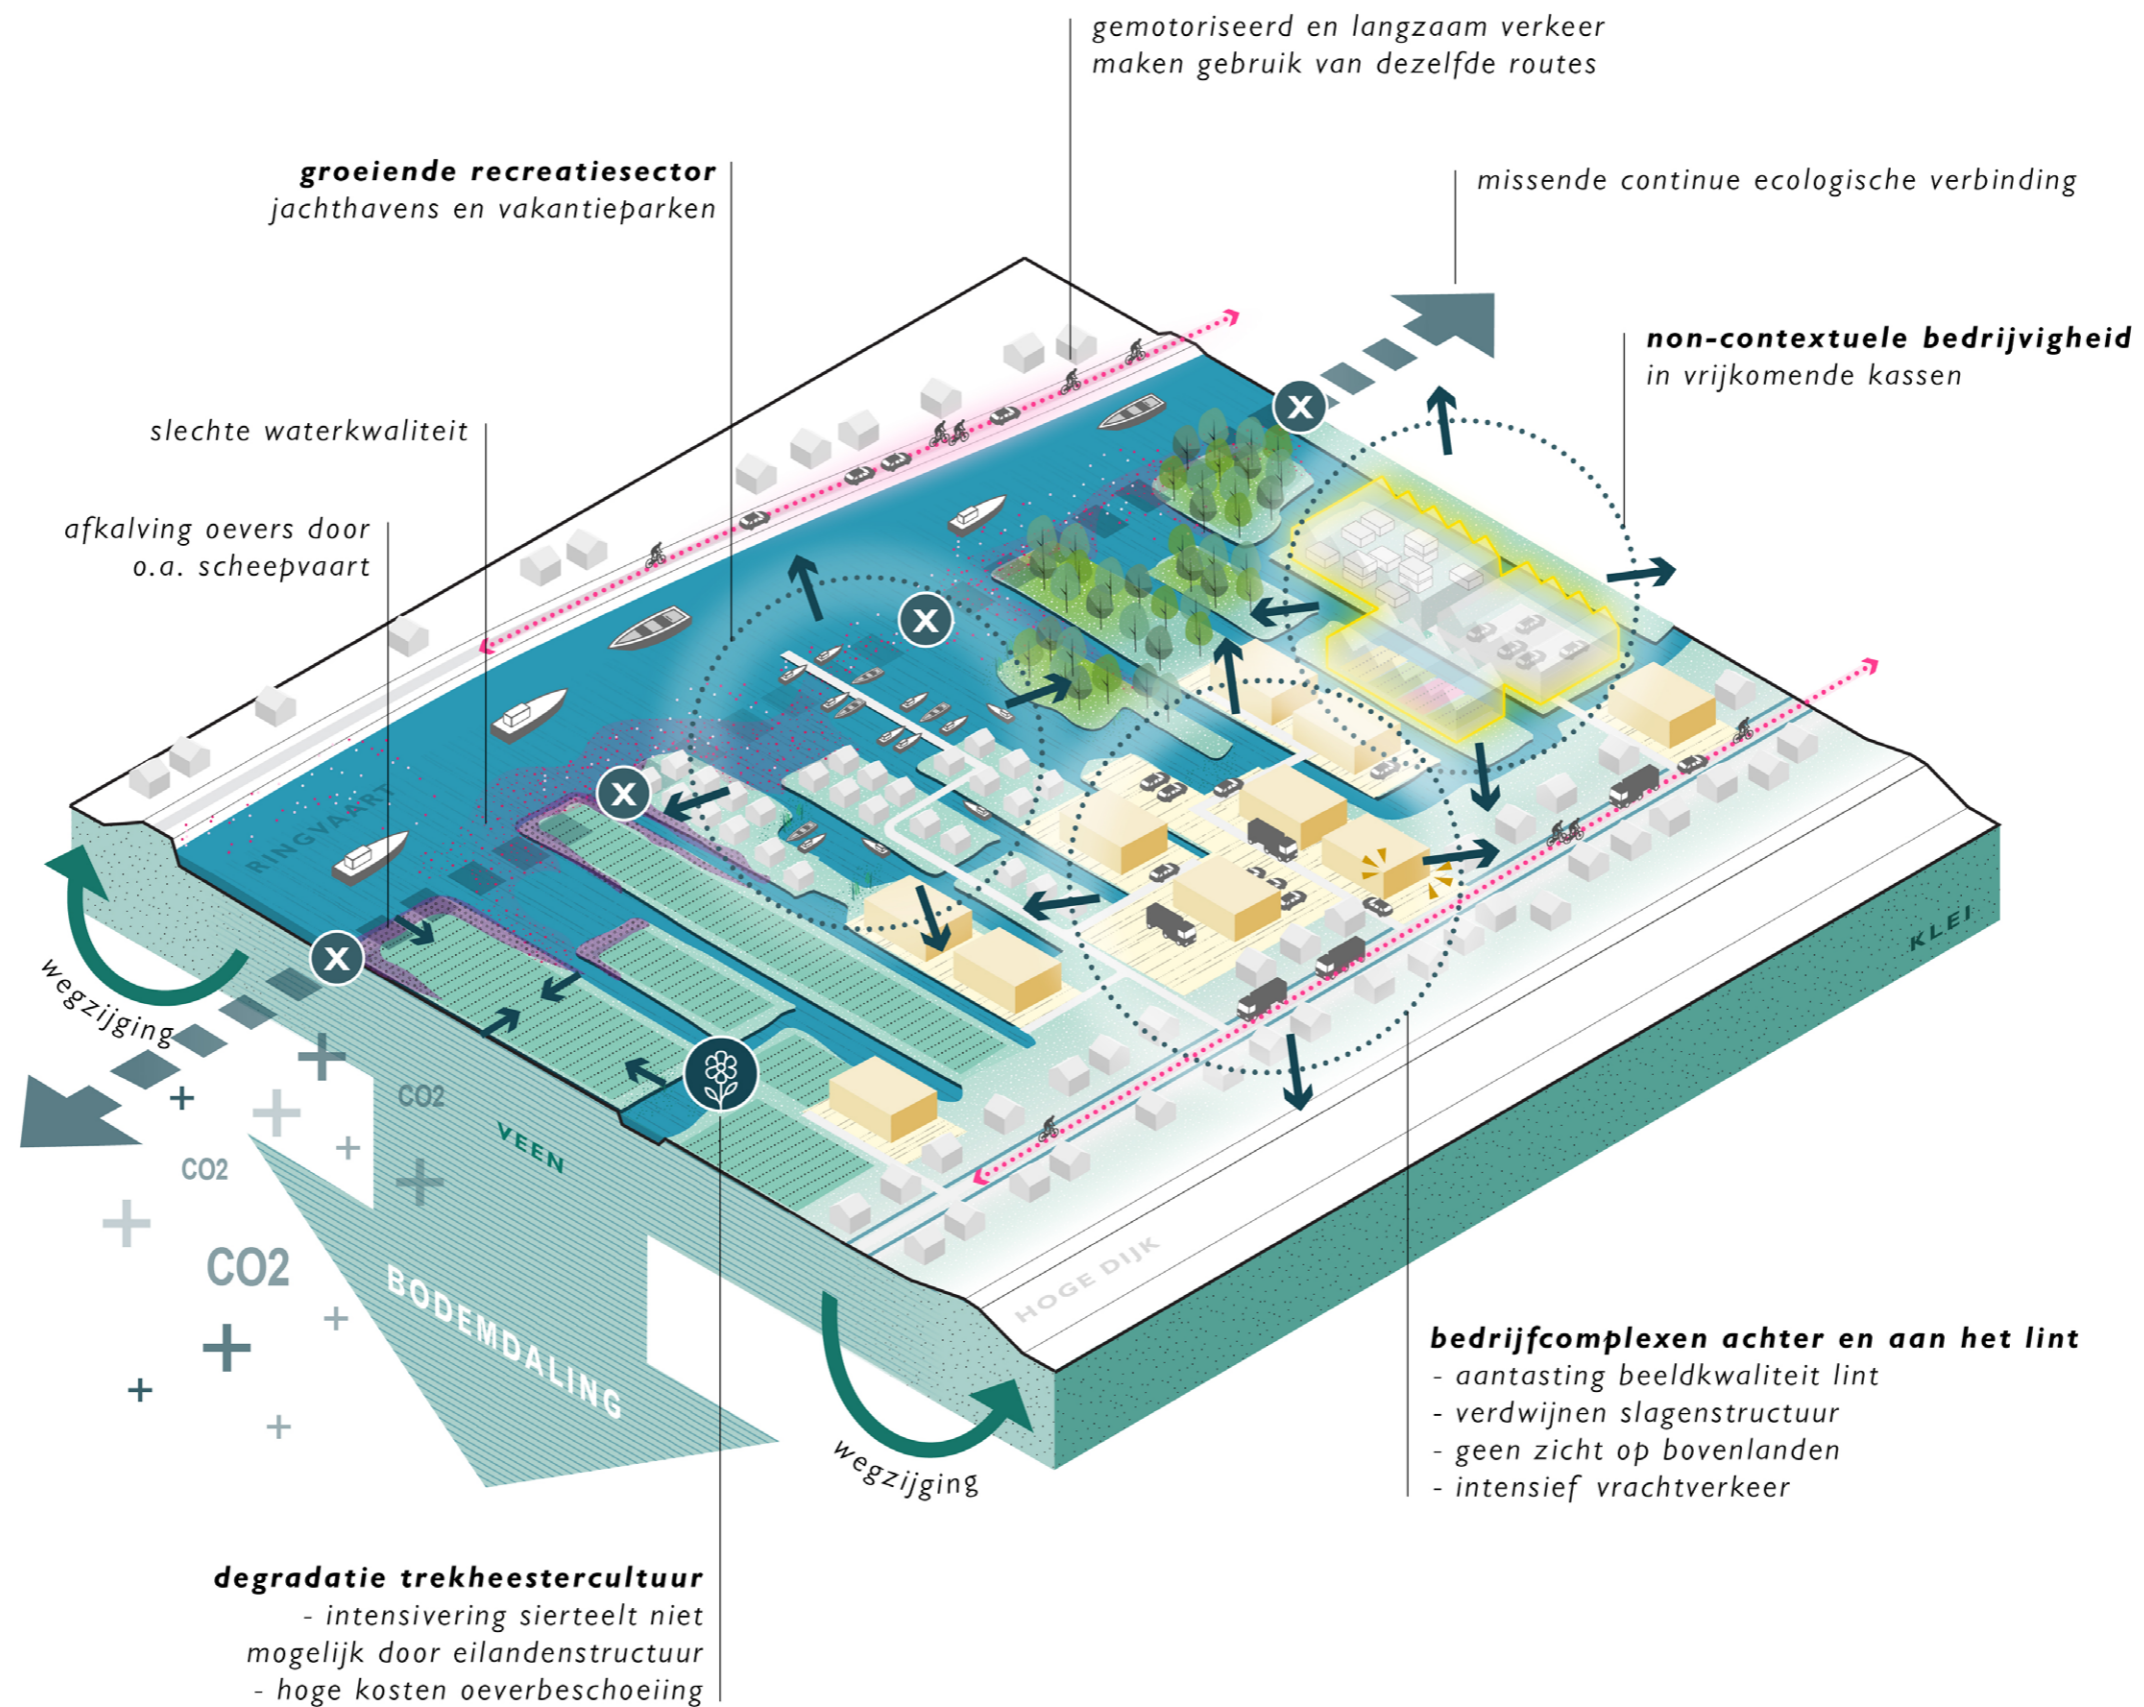 gemotoriseerd en langzaam verkeer
maken gebruik van dezelfde routes
groeiende recreatiesector
jachthavens en vakantieparken
missende continue ecologische verbinding
non-contextuele bedrijvigheid
in vrijkomende kassen
slechte waterkwaliteit
afkalving oevers door
o.a. scheepvaart
X
X
X
X
RINGVAART
KLEI
wegzijging
CO2
VEEN
CO2
CO2
BODEMDALING
HOGE DIJK
wegzijging
bedrijfcomplexen achter en aan het lint
- aantasting beeldkwaliteit lint
- verdwijnen slagenstructuur
- geen zicht op bovenlanden
- intensief vrachtverkeer
degradatie trekheestercultuur
- intensivering sierteelt niet
mogelijk door eilandenstructuur
- hoge kosten oeverbeschoeiing